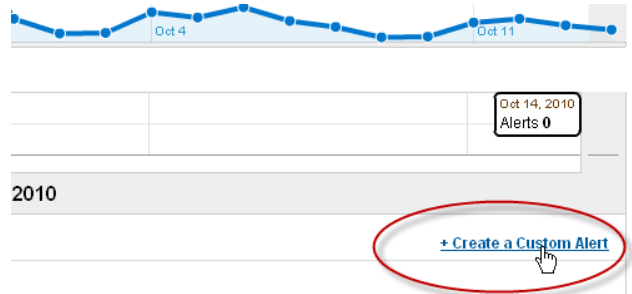 Oct 4
Oct 11
Oct 14, 2010
Alerts 0
2010
+ Create a Custom Alert